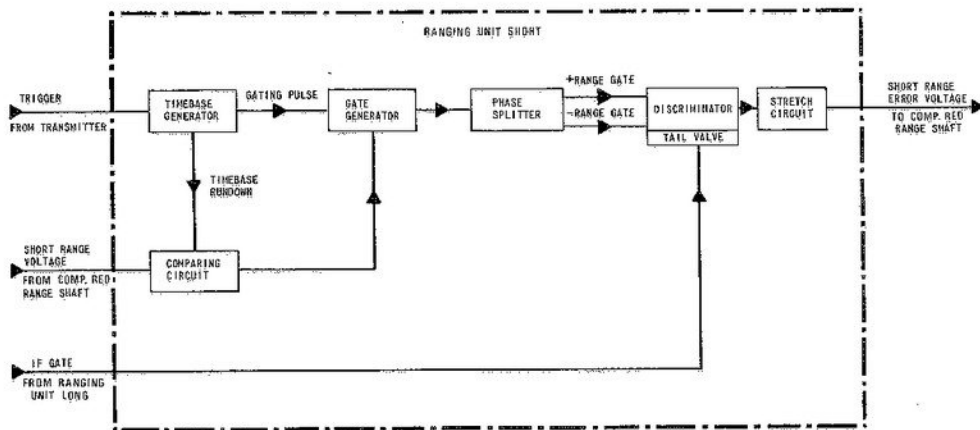 RANGING UNIT SHORT
TRIGGER
FROM TRANSMITTER
TIMEBASE
GENERATOR
GATING PULSE
GATE
GENERATOR
PHASE
SPLITTER
+RANGE GATE
-RANGE GATE
DISCRIMINATOR
TAIL VALVE
STRETCH
CIRCUIT
SHORT RANGE
ERROR VOLTAGE
TO COMP. RED
RANGE SHAFT
TIMEBASE
RUNDOWN
SHORT RANGE
VOLTAGE
FROM COMP. RED
RANGE SHAFT
COMPARING
CIRCUIT
IF GATE
FROM RANGING
UNIT LONG